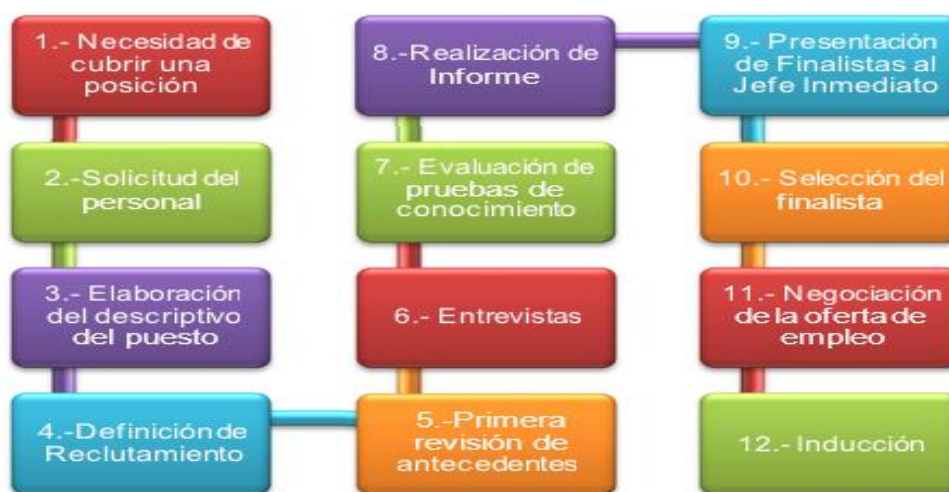 1.- Necesidad de
cubrir una
posición
2.-Solicitud del
personal
3.- Elaboración
del descriptivo
del puesto
4.-Definición de
Reclutamiento
5.-Primera
revisión de
antecedentes
6.- Entrevistas
7.- Evaluación de
pruebas de
conocimiento
8.-Realización de
Informe
9.- Presentación
de Finalistas al
Jefe Inmediato
10.- Selección del
finalista
11.- Negociación
de la oferta de
empleo
12.- Inducción